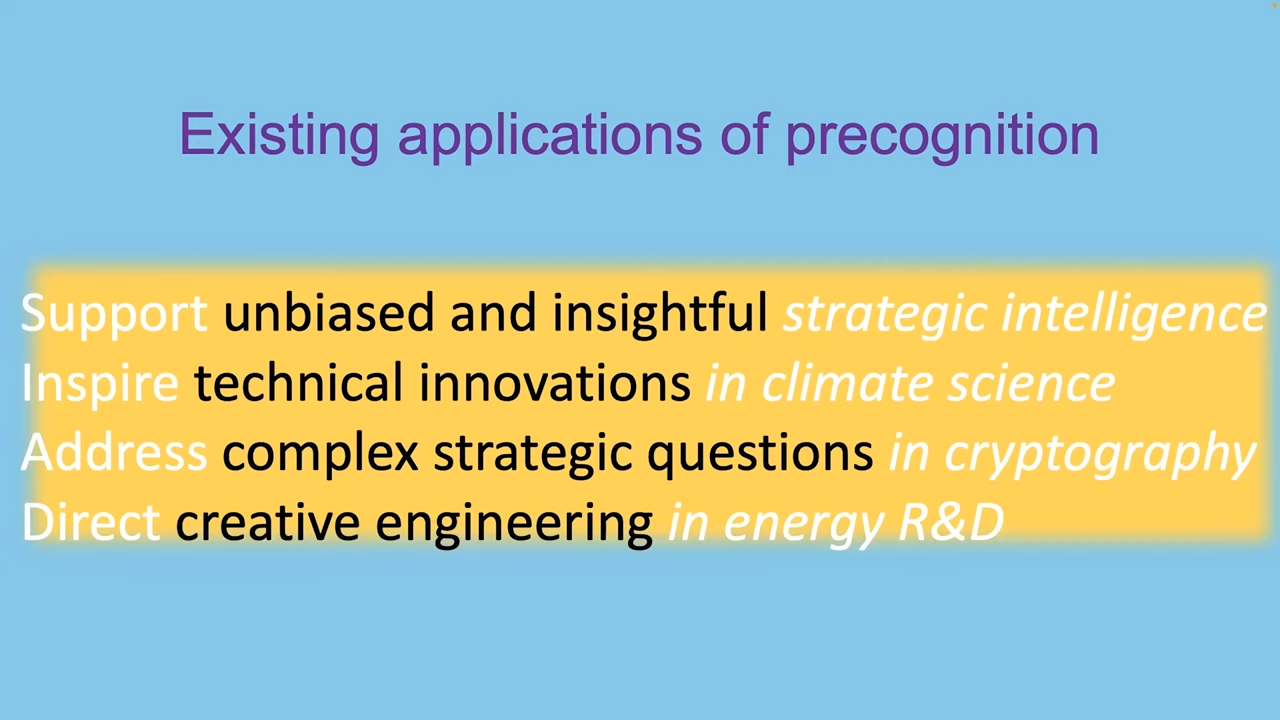 Existing applications of precognition
Support unbiased and insightful strategic intelligence
Inspire technical innovations in climate science
Address complex strategic questions in cryptography
Direct creative engineering in energy R&D